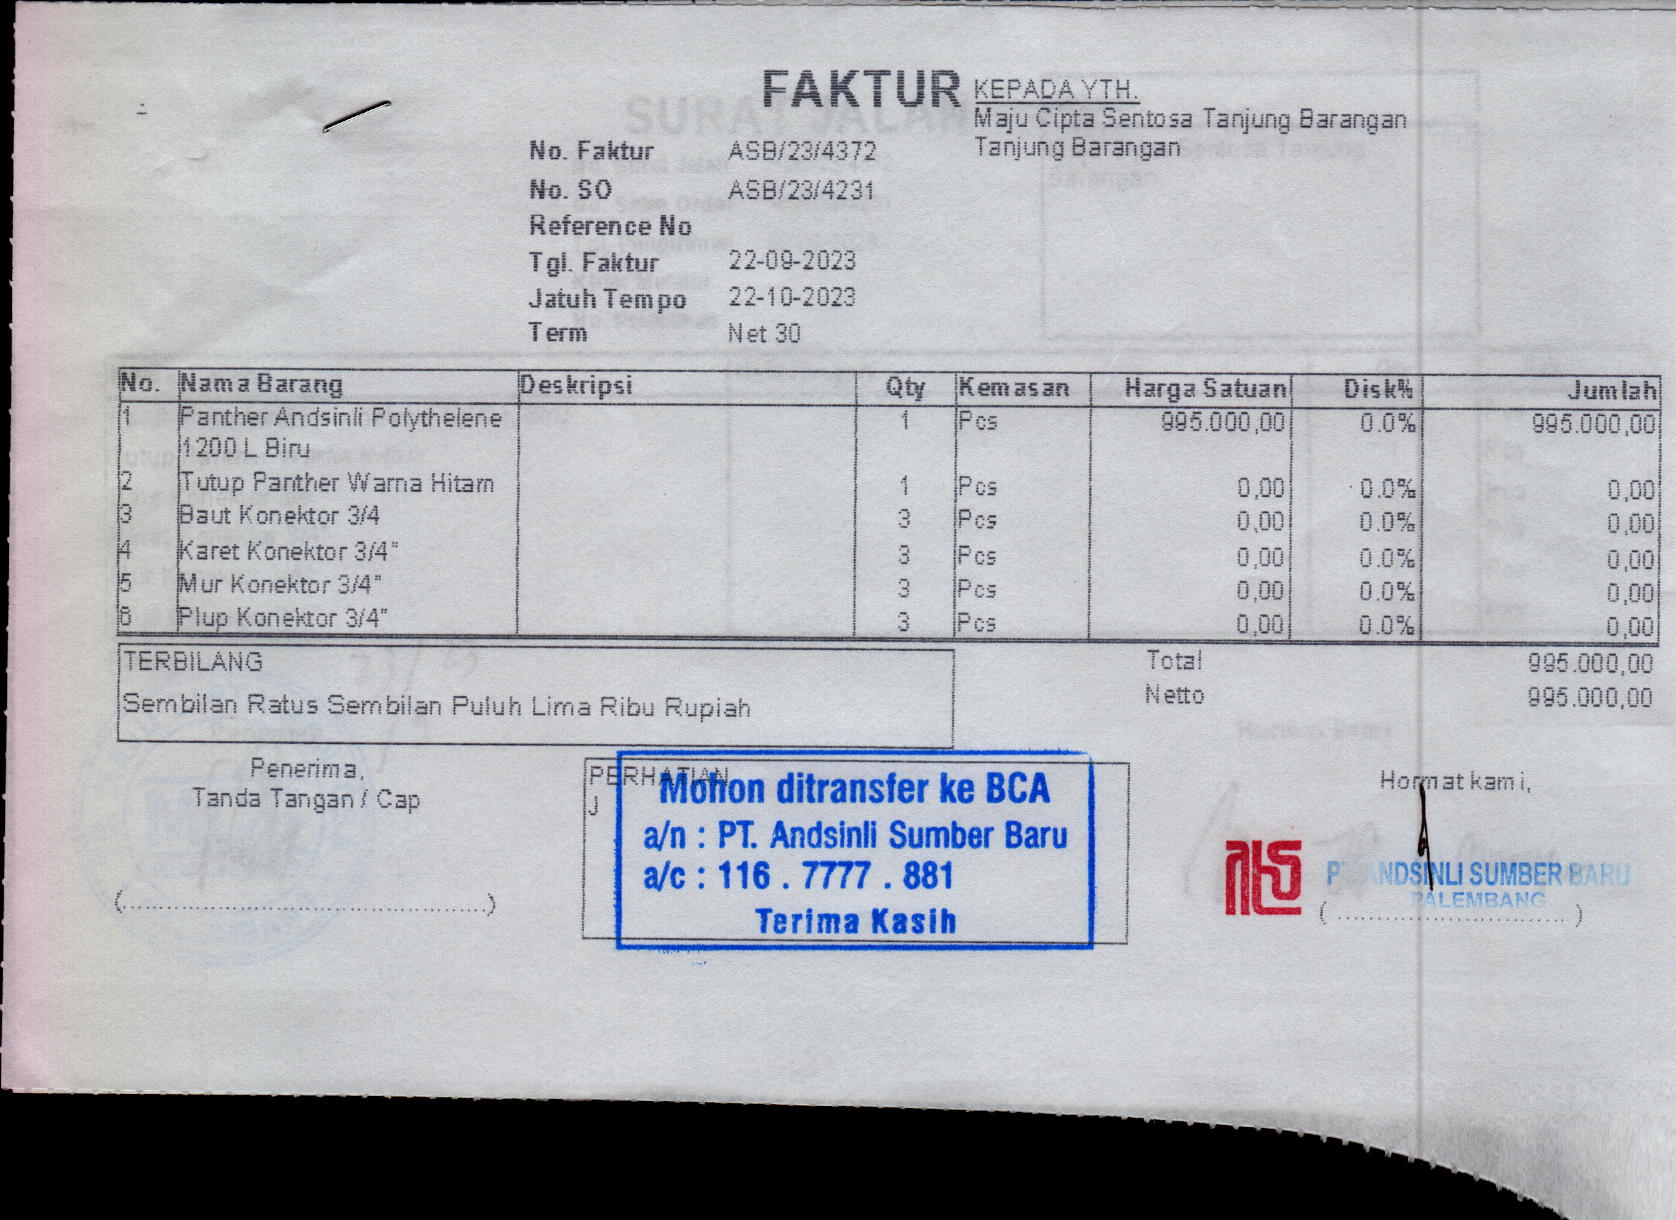 FAKTUR
KEPADA YTH.
Maju Cipta Sentosa Tanjung Barangan
Tanjung Barangan
No. Faktur ASB/23/4372
No. SO ASB/23/4231
Reference No
Tgl. Faktur 22-09-2023
Jatuh Tempo 22-10-2023
Term Net 30
No. Nama Barang Deskripsi Qty Kemasan Harga Satuan Disk% Jumlah
1 Panther Andsinli Polythelene 1 Pcs 995.000,00 0.0% 995.000,00
1200 L Biru
2 Tutup Panther Warna Hitam 1 Pcs 0,00 0.0% 0,00
3 Baut Konektor 3/4 3 Pcs 0,00 0.0% 0,00
4 Karet Konektor 3/4" 3 Pcs 0,00 0.0% 0,00
5 Mur Konektor 3/4" 3 Pcs 0,00 0.0% 0,00
6 Plup Konektor 3/4" 3 Pcs 0,00 0.0% 0,00
TERBILANG
Sembilan Ratus Sembilan Puluh Lima Ribu Rupiah
Total 995.000,00
Netto 995.000,00
Penerima,
Tanda Tangan / Cap
(............................................)
PERHATIAN
J
Mohon ditransfer ke BCA
a/n : PT. Andsinli Sumber Baru
a/c : 116 . 7777 . 881
Terima Kasih
Hormat kami,
PT. ANDSINLI SUMBER BARU
PALEMBANG
(............................)